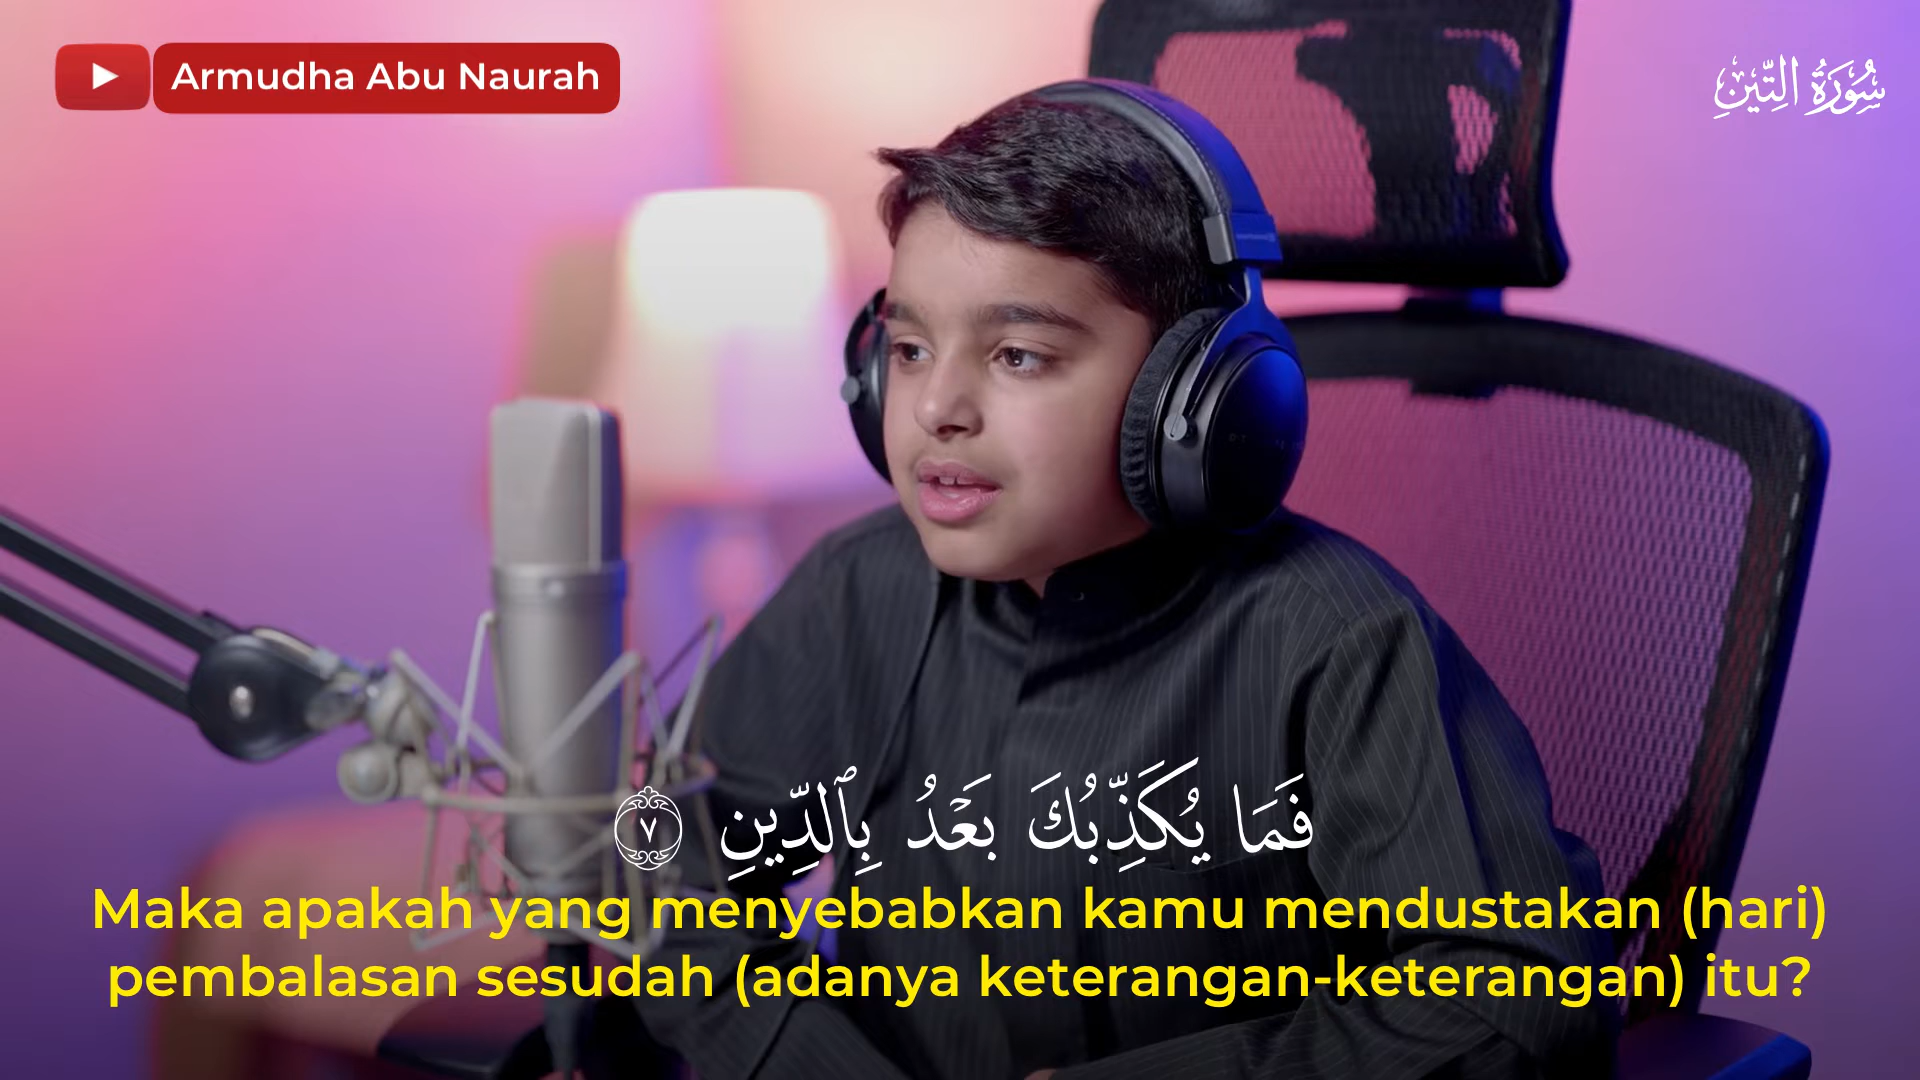 Armudha Abu Naurah
سُورَةُ التِّينِ
فَمَا يُكَذِّبُكَ بَعْدُ بِٱلدِّينِ ٧
Maka apakah yang menyebabkan kamu mendustakan (hari)
pembalasan sesudah (adanya keterangan-keterangan) itu?